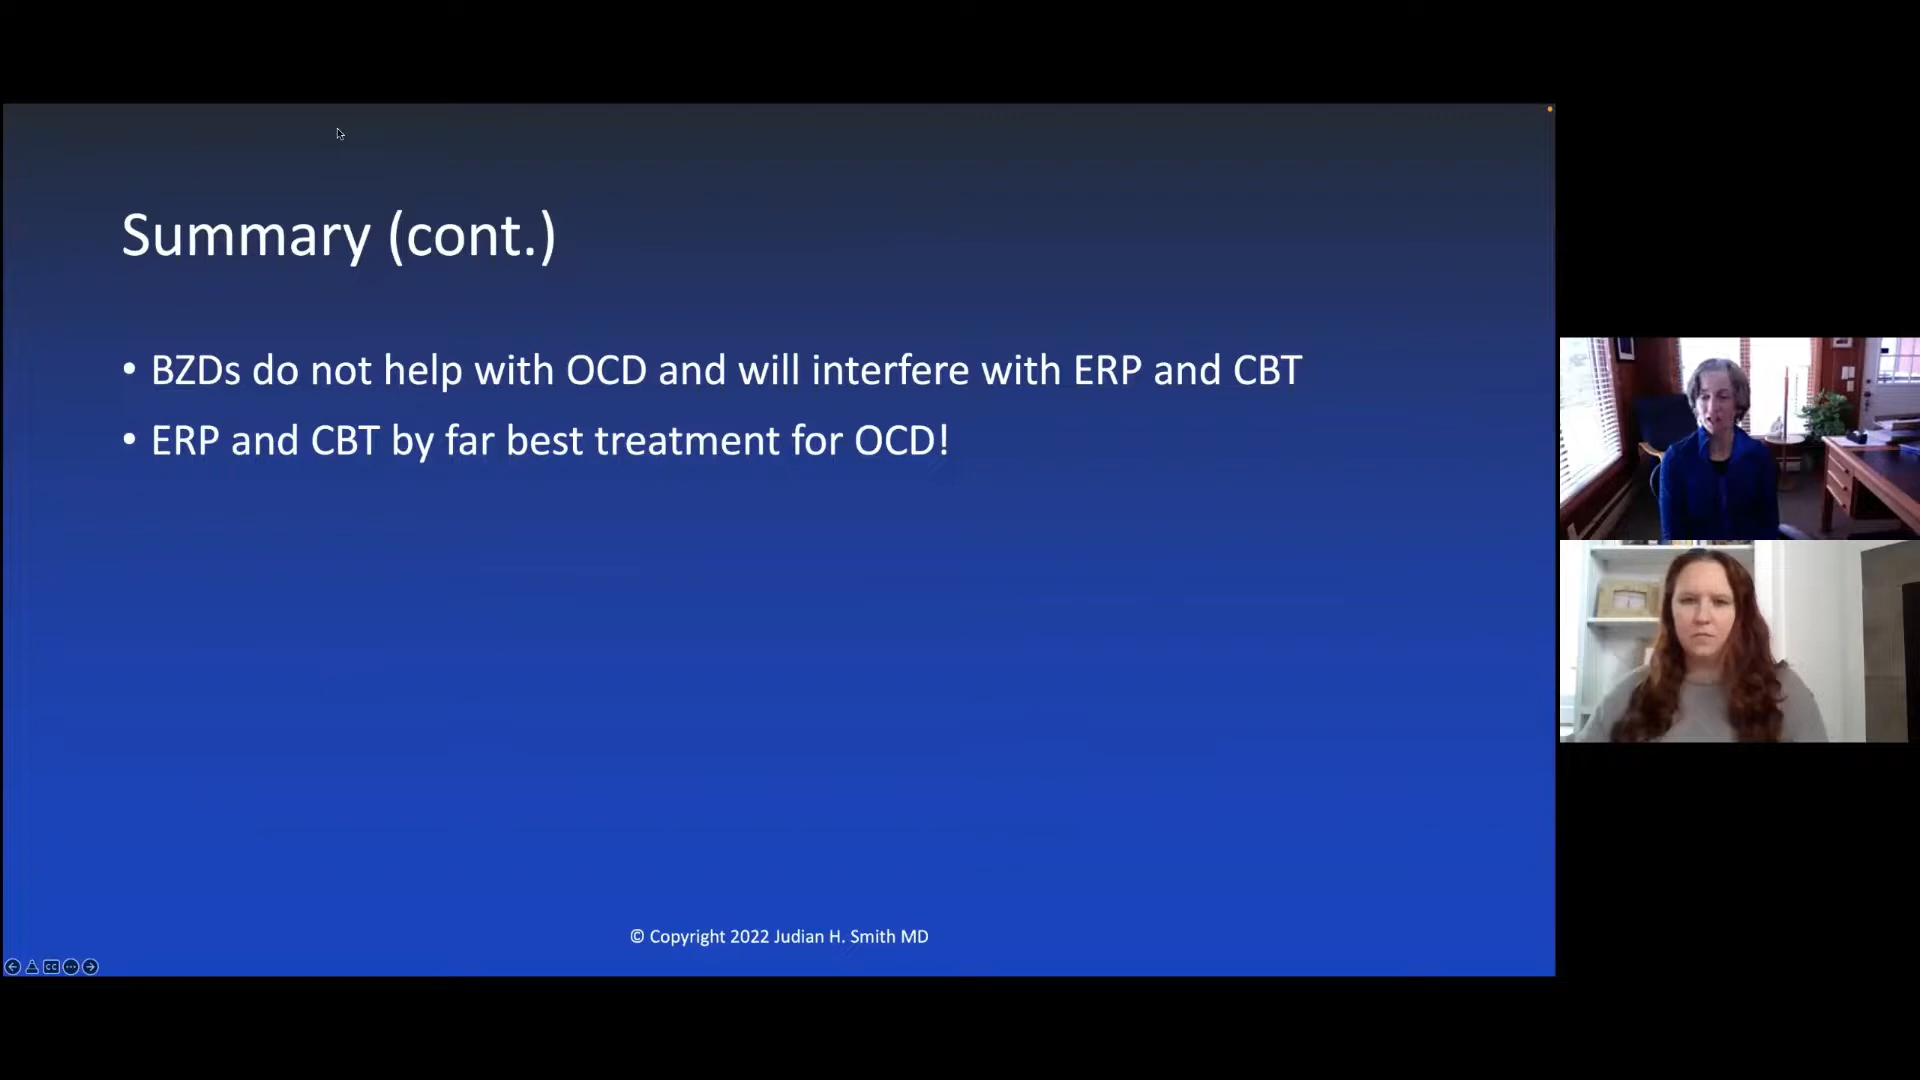 Summary (cont.)
• BZDs do not help with OCD and will interfere with ERP and CBT
• ERP and CBT by far best treatment for OCD!
© Copyright 2022 Judian H. Smith MD
CC